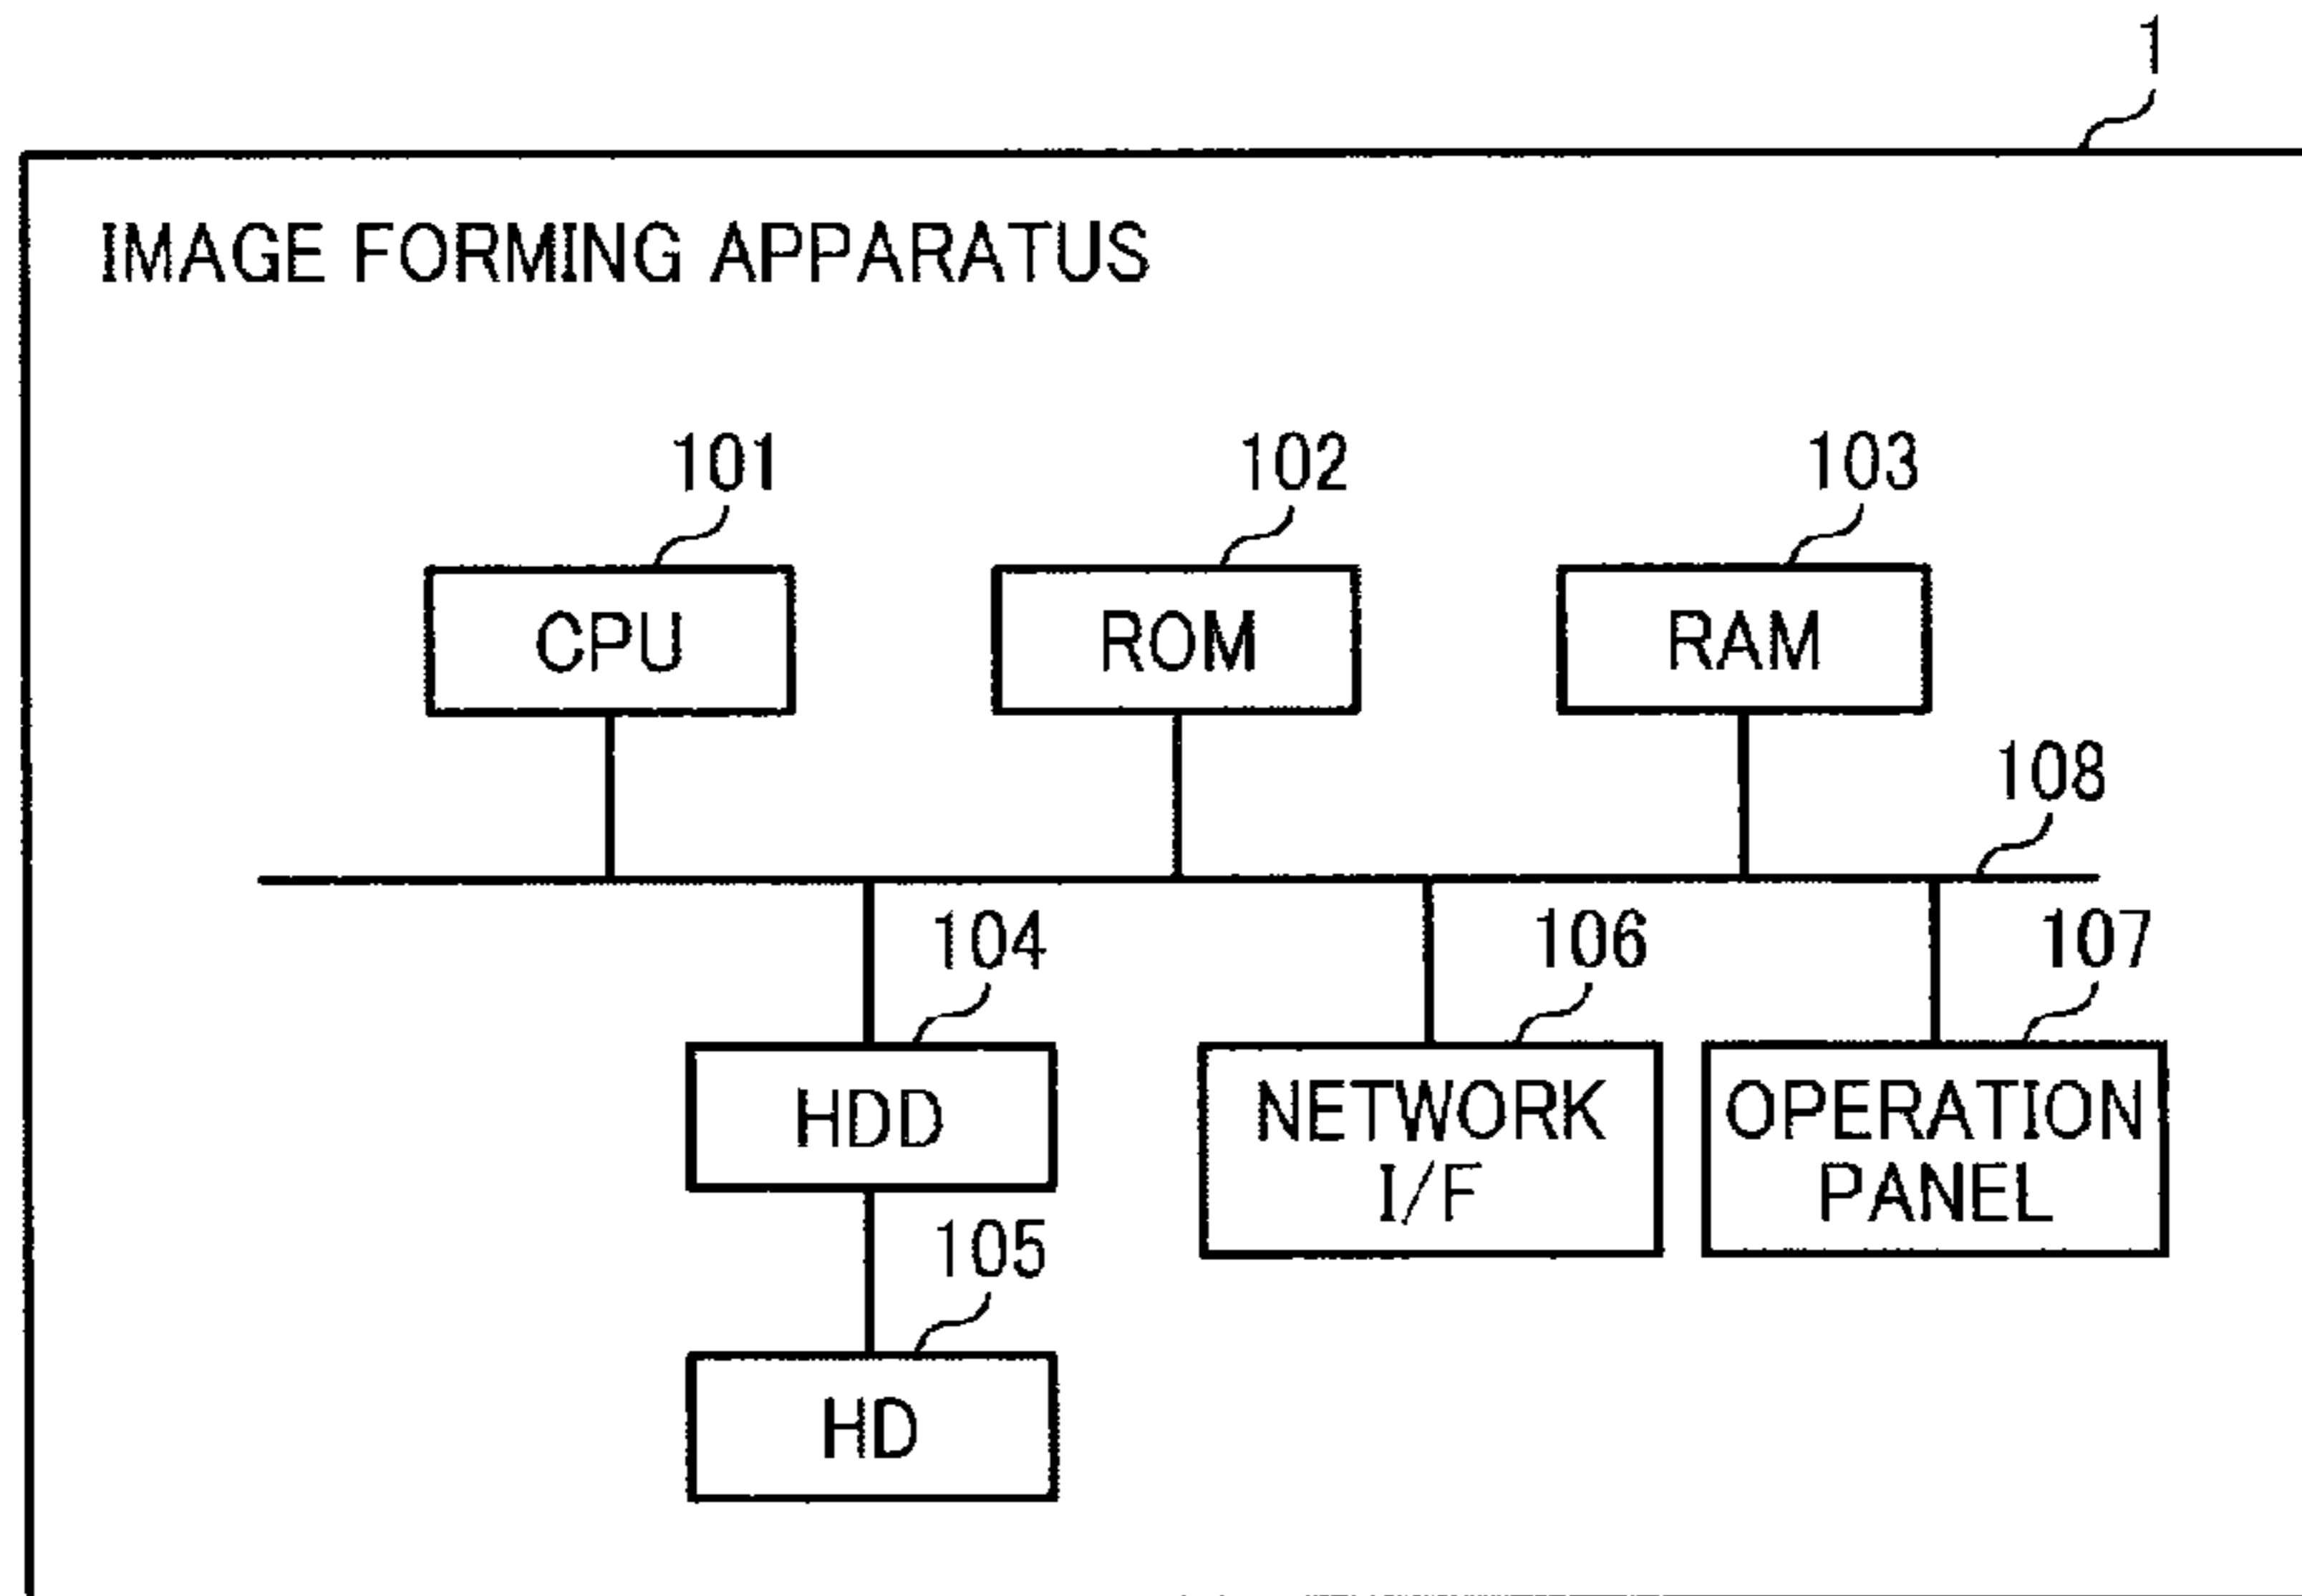 1
IMAGE FORMING APPARATUS
101
102
103
CPU
ROM
RAM
108
104
106
107
HDD
NETWORK
I/F
OPERATION
PANEL
105
HD